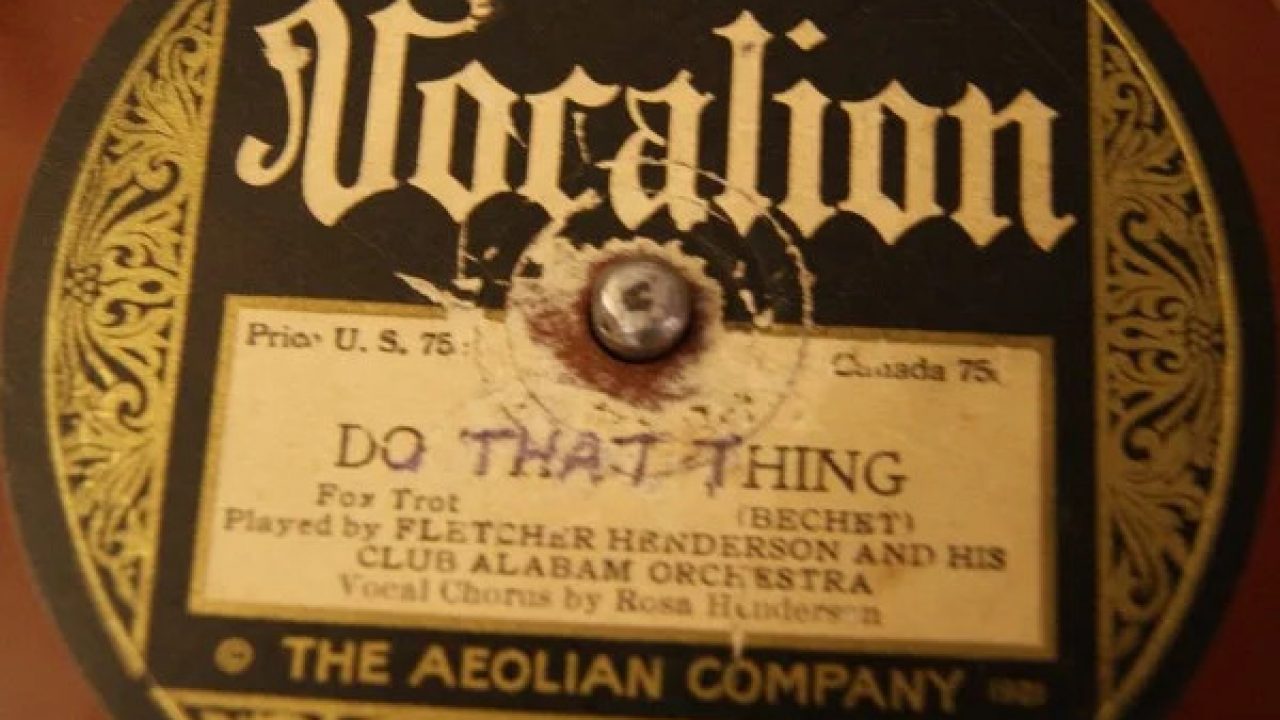 Vocalion
Price U. S. 75
Canada 75
DO THAT THING
Fox Trot (BECHET)
Played by FLETCHER HENDERSON AND HIS
CLUB ALABAM ORCHESTRA
Vocal Chorus by Rosa Henderson
© THE AEOLIAN COMPANY